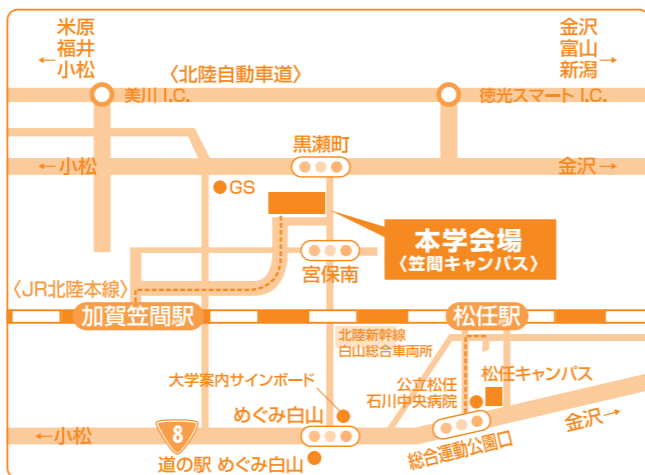 米原
福井
←小松
金沢
富山
新潟→
〈北陸自動車道〉
美川 I.C.
徳光スマート I.C.
黒瀬町
←小松
金沢→
GS
本学会場
〈笠間キャンパス〉
宮保南
〈JR北陸本線〉
加賀笠間駅
松任駅
北陸新幹線
白山総合車両所
大学案内サインボード
公立松任
石川中央病院
松任キャンパス
めぐみ白山
←小松
8
道の駅 めぐみ白山
総合運動公園口
金沢→